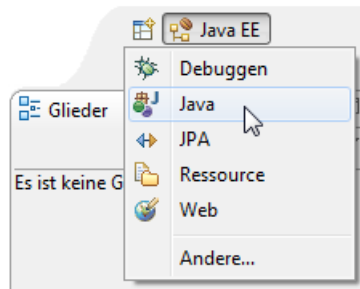 Java EE
Debuggen
Glieder
Java
JPA
Es ist keine G
Ressource
Web
Andere...